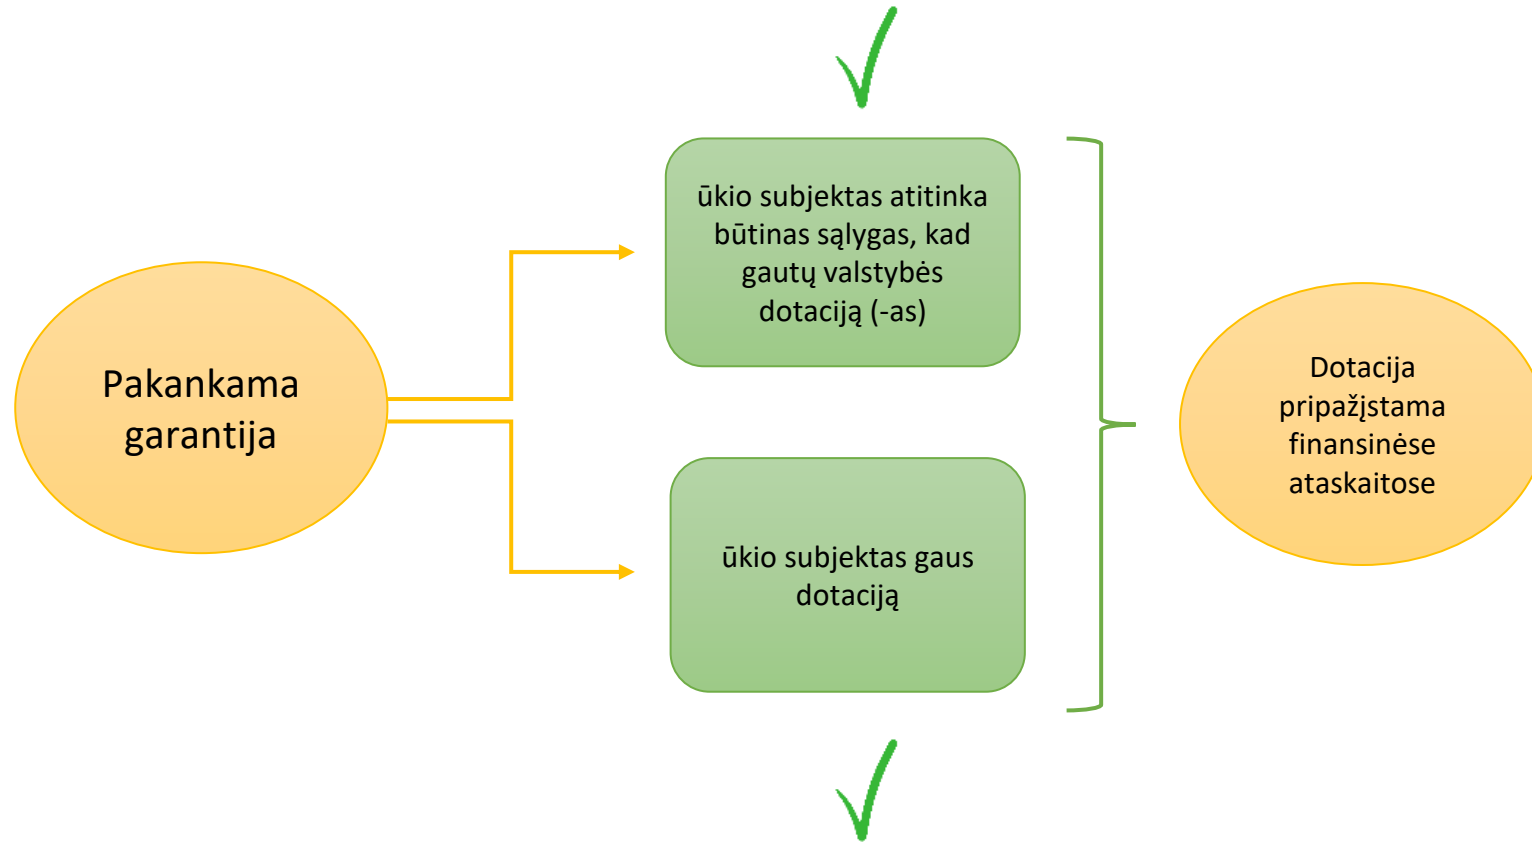 Pakankama
garantija
ūkio subjektas atitinka
būtinas sąlygas, kad
gautų valstybės
dotaciją (-as)
ūkio subjektas gaus
dotaciją
Dotacija
pripažįstama
finansinėse
ataskaitose